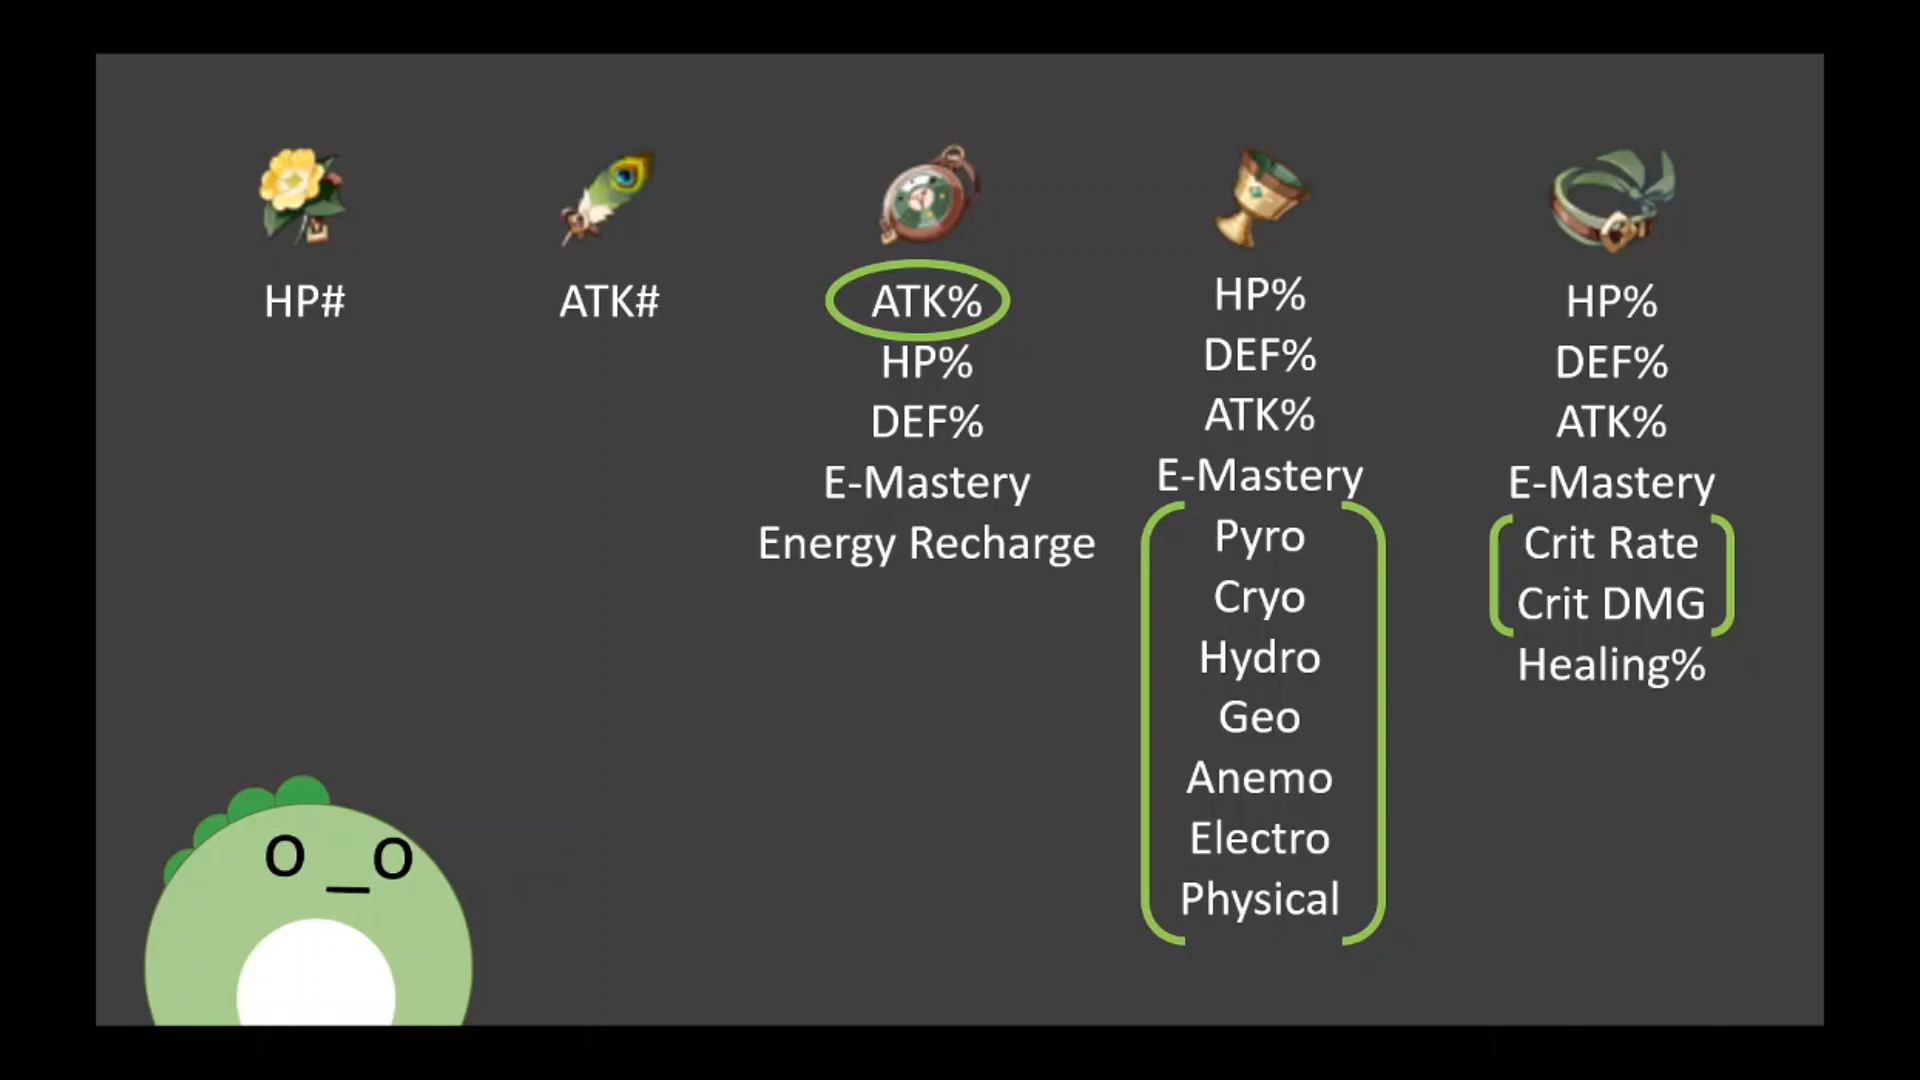 HP#
ATK#
ATK%
HP%
DEF%
E-Mastery
Energy Recharge
HP%
DEF%
ATK%
E-Mastery
Pyro
Cryo
Hydro
Geo
Anemo
Electro
Physical
HP%
DEF%
ATK%
E-Mastery
Crit Rate
Crit DMG
Healing%
O _O